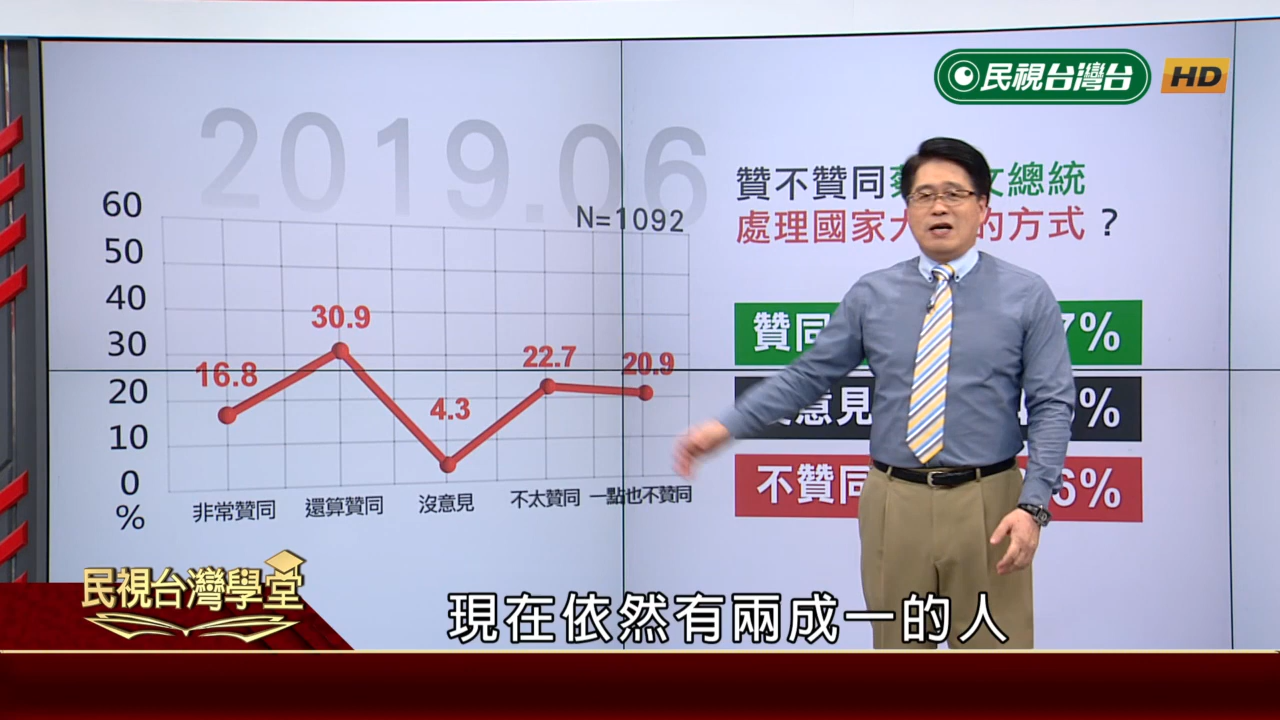 民視台灣台 HD
2019.06
N=1092
60
50
40
30
20
10
0
%
16.8
30.9
4.3
22.7
20.9
非常贊同
還算贊同
沒意見
不太贊同
一點也不贊同
贊不贊同 文總統
處理國家大 的方式？
贊同 7%
意見 %
不贊同 6%
民視台灣學堂
現在依然有兩成一的人